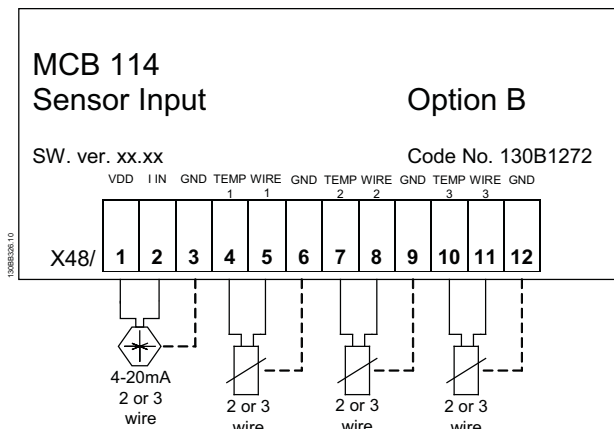 MCB 114
Sensor Input Option B
SW. ver. xx.xx Code No. 130B1272
VDD I IN GND TEMP WIRE GND TEMP WIRE GND TEMP WIRE GND
1 1 2 2 3 3
X48/ 1 2 3 4 5 6 7 8 9 10 11 12
130BB326.10
4-20mA
2 or 3
wire
2 or 3
wire
2 or 3
wire
2 or 3
wire